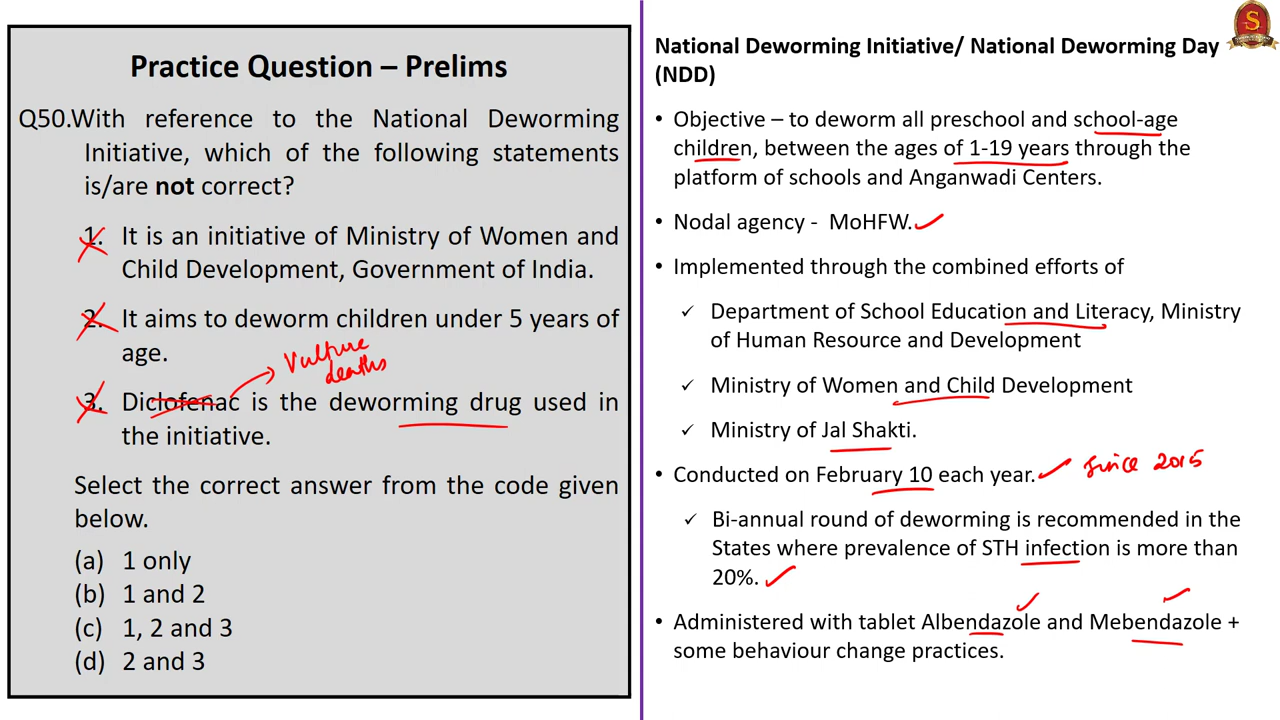 Practice Question – Prelims
Q50.With reference to the National Deworming
Initiative, which of the following statements
is/are not correct?
1. It is an initiative of Ministry of Women and
Child Development, Government of India.
2. It aims to deworm children under 5 years of
age.
Vulture
deaths
3. Diclofenac is the deworming drug used in
the initiative.
Select the correct answer from the code given
below.
(a) 1 only
(b) 1 and 2
(c) 1, 2 and 3
(d) 2 and 3
S
National Deworming Initiative/ National Deworming Day
(NDD)
• Objective – to deworm all preschool and school-age
children, between the ages of 1-19 years through the
platform of schools and Anganwadi Centers.
• Nodal agency - MoHFW.
• Implemented through the combined efforts of
✓ Department of School Education and Literacy, Ministry
of Human Resource and Development
✓ Ministry of Women and Child Development
✓ Ministry of Jal Shakti.
• Conducted on February 10 each year. since 2015
✓ Bi-annual round of deworming is recommended in the
States where prevalence of STH infection is more than
20%.
• Administered with tablet Albendazole and Mebendazole +
some behaviour change practices.